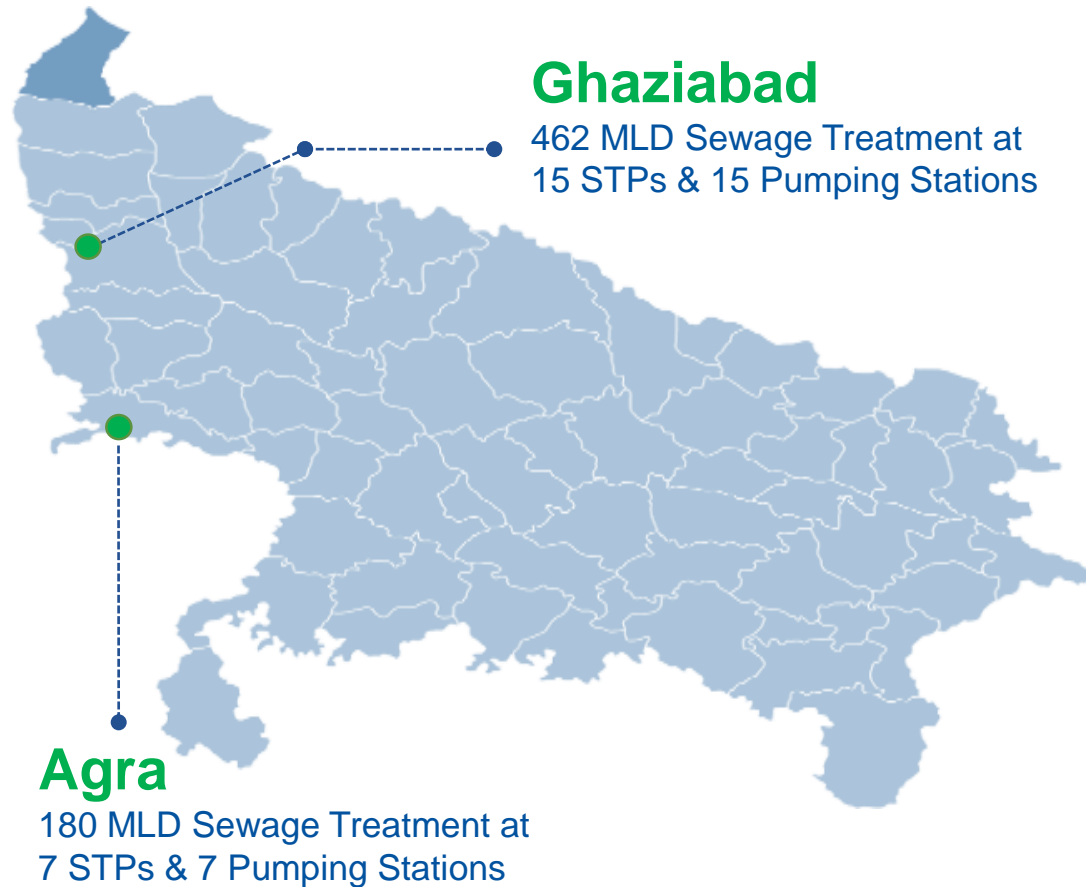 Ghaziabad
462 MLD Sewage Treatment at
15 STPs & 15 Pumping Stations
Agra
180 MLD Sewage Treatment at
7 STPs & 7 Pumping Stations